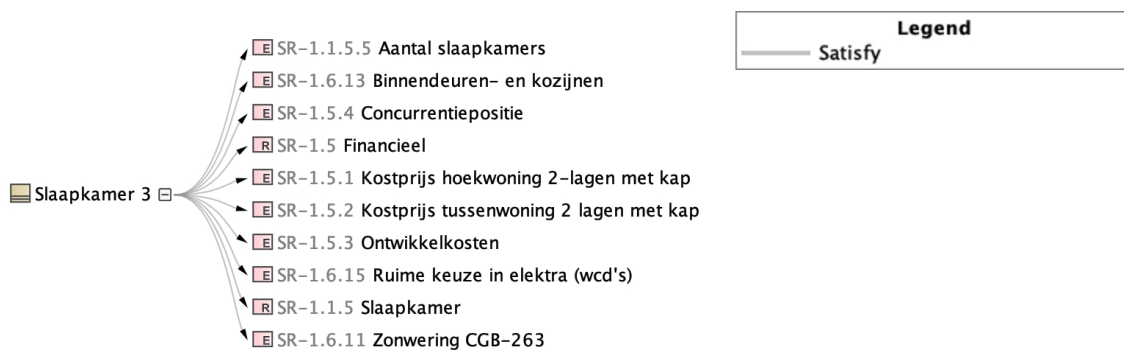 Legend
Satisfy
E SR-1.1.5.5 Aantal slaapkamers
E SR-1.6.13 Binnendeuren- en kozijnen
E SR-1.5.4 Concurrentiepositie
R SR-1.5 Financieel
E SR-1.5.1 Kostprijs hoekwoning 2-lagen met kap
Slaapkamer 3
E SR-1.5.2 Kostprijs tussenwoning 2 lagen met kap
E SR-1.5.3 Ontwikkelkosten
E SR-1.6.15 Ruime keuze in elektra (wcd's)
R SR-1.1.5 Slaapkamer
E SR-1.6.11 Zonwering CGB-263